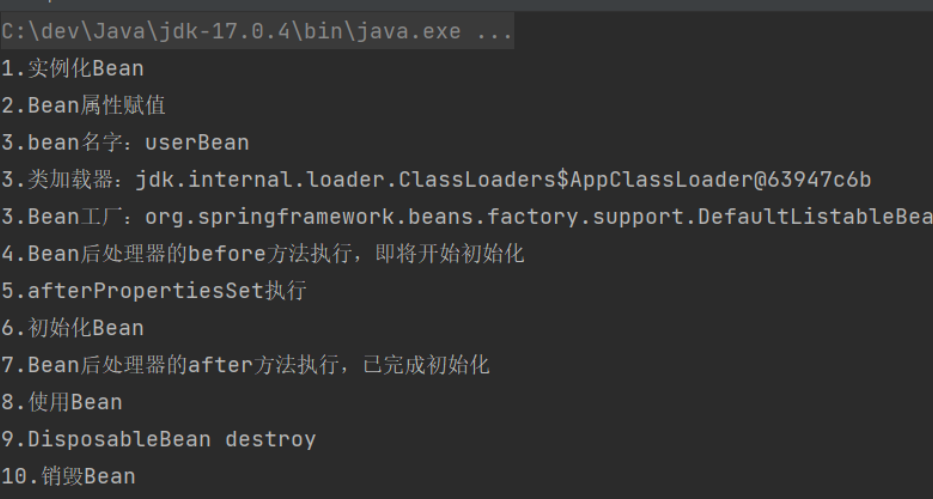 C:\dev\Java\jdk-17.0.4\bin\java.exe ...
1.实例化Bean
2.Bean属性赋值
3.bean名字：userBean
3.类加载器：jdk.internal.loader.ClassLoaders$AppClassLoader@63947c6b
3.Bean工厂：org.springframework.beans.factory.support.DefaultListableBea
4.Bean后处理器的before方法执行，即将开始初始化
5.afterPropertiesSet执行
6.初始化Bean
7.Bean后处理器的after方法执行，已完成初始化
8.使用Bean
9.DisposableBean destroy
10.销毁Bean